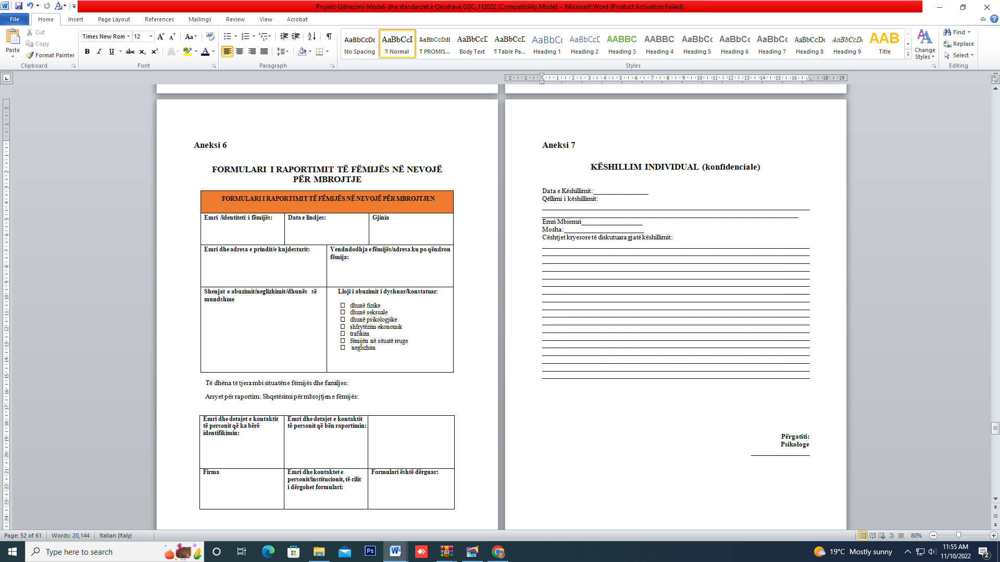 Projekt-Udhezimi-Modeli dhe standardet e Qendrave OSC_112022 [Compatibility Mode] - Microsoft Word (Product Activation Failed)
File Home Insert Page Layout References Mailings Review View Acrobat
Paste
Cut
Copy
Format Painter
Clipboard
Times New Rom 12
Font
Paragraph
AaBbCcDc AaBbCcI AaBbCcDdE AaBbCcI AaBbCcI AaBbCc AaBbCcD AABBC AABBC AaBbCc AaBbCc AaBbCc AaBbCcDc AaBbCcDc AAB
No Spacing ¶ Normal ¶ PROMIS... Body Text ¶ Table Pa... Heading 1 Heading 2 Heading 3 Heading 4 Heading 5 Heading 6 Heading 7 Heading 8 Heading 9 Title
Styles
Change Styles
Find
Replace
Select
Editing
Aneksi 6
FORMULARI I RAPORTIMIT TË FËMIJËS NË NEVOJË
PËR MBROJTJE
FORMULARI I RAPORTIMIT TË FËMIJËS NË NEVOJË PËR MBROJTJEN
Emri /identiteti i fëmijës: Data e lindjes: Gjinia
Emri dhe adresa e prindit/e kujdestarit:
Vendndodhja e fëmijës/adresa ku po qëndron
fëmija:
Shenjat e abuzimit/neglizhimit/dhunës së
mundshme
Lloji i abuzimit i dyshuar/konstatuar:
dhunë fizike
dhunë seksuale
dhunë psikologjike
shfrytëzim ekonomik
trafikim
fëmijën në situatë rruge
neglizhim
Të dhëna të tjera mbi situatën e fëmijës dhe familjes:
Arsyet për raportim: Shqetësimi për mbrojtjen e fëmijës:
Emri dhe detajet e kontaktit
të personit që ka bërë
identifikimin:
Emri dhe detajet e kontaktit
të personit që bën raportimin:
Firma
Emri dhe kontaktet e
personit/institucionit, të cilit
i dërgohet formulari:
Formulari është dërguar:
Aneksi 7
KËSHILLIM INDIVIDUAL (konfidenciale)
Data e Këshillimit:
Qëllimi i këshillimit:
Emri Mbiemri
Mosha:
Cështjet kryesore të diskutuara gjatë këshillimit:
Përgatiti:
Psikologe
Page: 52 of 61 Words: 20,144 Italian (Italy) 80%
Type here to search
19°C Mostly sunny
11:55 AM
11/10/2022
2